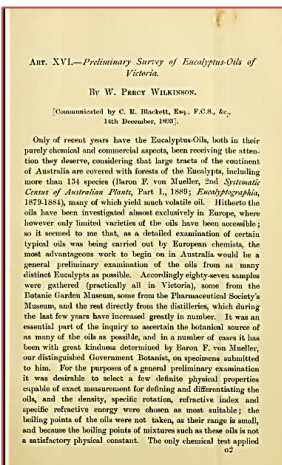 ART. XVI.—Preliminary Survey of Eucalyptus-Oils of
Victoria.
BY W. PERCY WILKINSON.
[Communicated by C. R. Blackett, Esq., F.C.S., &c.,
14th December, 1893].
Only of recent years have the Eucalyptus-Oils, both in their
purely chemical and commercial aspects, been receiving the atten-
tion they deserve, considering that large tracts of the continent
of Australia are covered with forests of the Eucalypts, including
more than 134 species (Baron F. von Mueller, 2nd Systematic
Census of Australian Plants, Part I., 1889; Eucalyptographia,
1879-1884), many of which yield much volatile oil. Hitherto the
oils have been investigated almost exclusively in Europe, where
however only limited varieties of the oils have been accessible;
so it seemed to me that, as a detailed examination of certain
typical oils was being carried out by European chemists, the
most advantageous work to begin on in Australia would be a
general preliminary examination of the oils from as many
distinct Eucalypts as possible. Accordingly eighty-seven samples
were gathered (practically all in Victoria), some from the
Botanic Garden Museum, some from the Pharmaceutical Society's
Museum, and the rest directly from the distilleries, which during
the last few years have increased greatly in number. It was an
essential part of the inquiry to ascertain the botanical source of
as many of the oils as possible, and in a number of cases it has
been with great kindness determined by Baron F. von Mueller,
our distinguished Government Botanist, on specimens submitted
to him. For the purposes of a general preliminary examination
it was desirable to select a few definite physical properties
capable of exact measurement for defining and differentiating the
oils, and the density, specific rotation, refractive index and
specific refractive energy were chosen as most suitable; the
boiling points of the oils were not taken, as their range is small,
and because the boiling points of mixtures such as these oils is not
a satisfactory physical constant. The only chemical test applied
o2